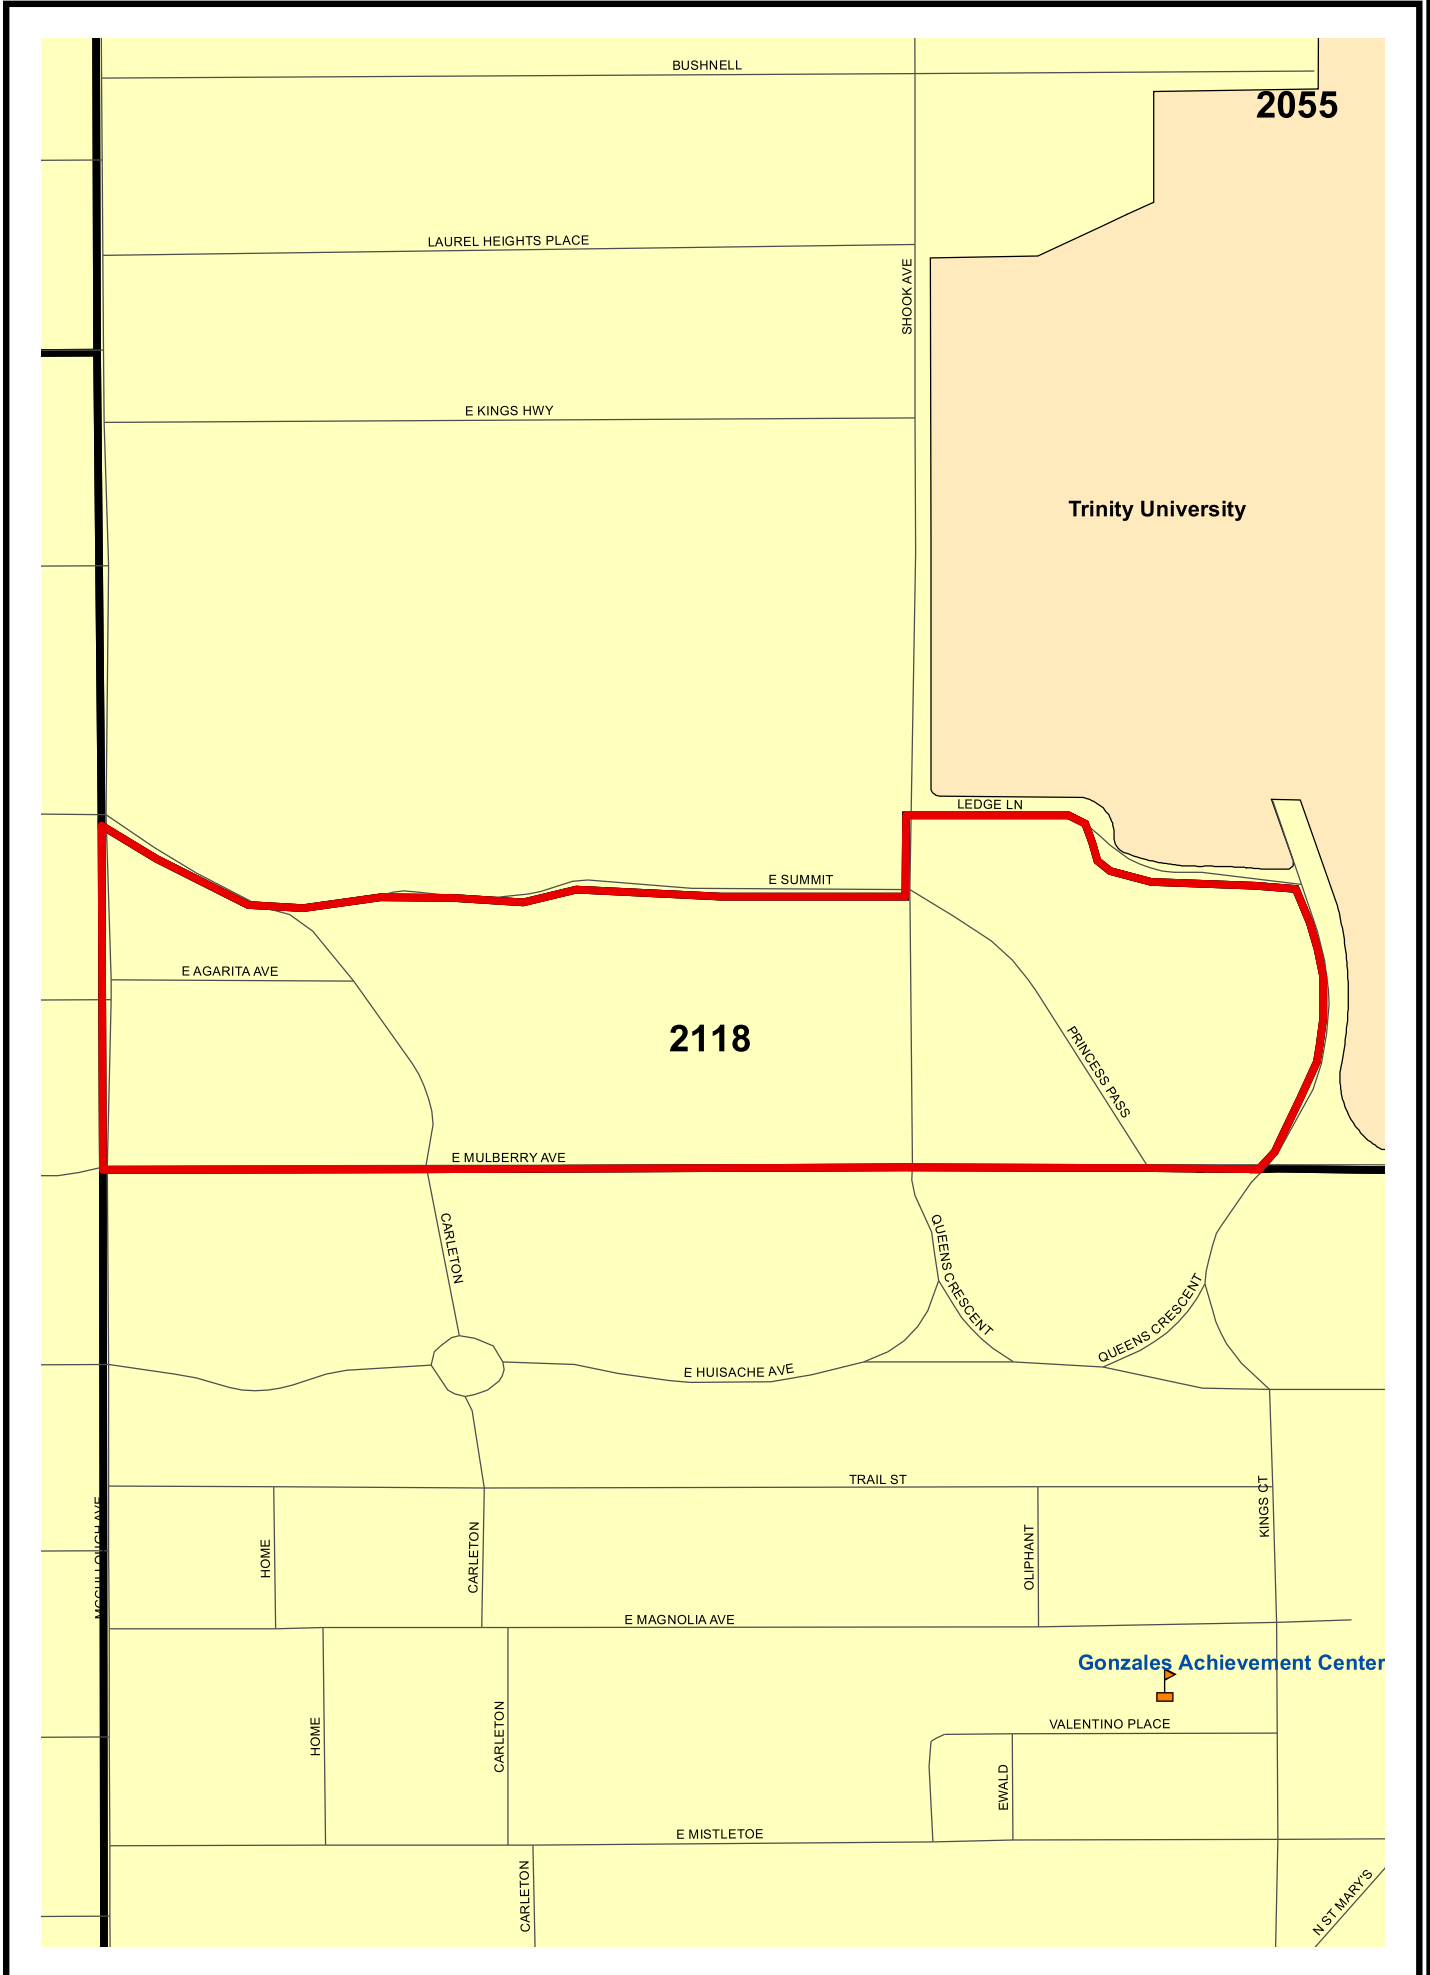 BUSHNELL
2055
LAUREL HEIGHTS PLACE
SHOOK AVE
E KINGS HWY
Trinity University
LEDGE LN
E SUMMIT
E AGARITA AVE
2118
PRINCESS PASS
E MULBERRY AVE
CARLETON
QUEENS CRESCENT
QUEENS CRESCENT
E HUISACHE AVE
TRAIL ST
KINGS CT
MCCULLOUGH AVE
HOME
CARLETON
OLIPHANT
E MAGNOLIA AVE
Gonzales Achievement Center
HOME
CARLETON
VALENTINO PLACE
EWALD
E MISTLETOE
CARLETON
N ST MARY'S